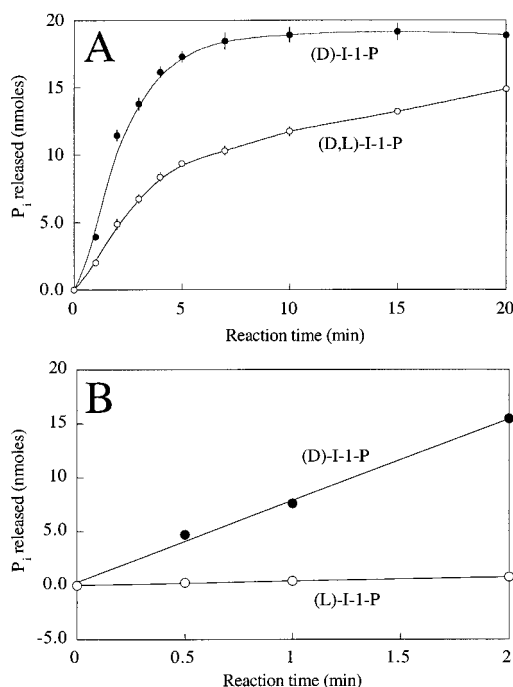 A
20
15
10
5.0
0.0
P_i released (nmoles)
(D)-I-1-P
(D,L)-I-1-P
0
5
10
15
20
Reaction time (min)
B
20
15
10
5.0
0.0
-5.0
P_i released (nmoles)
(D)-I-1-P
(L)-I-1-P
0
0.5
1
1.5
2
Reaction time (min)